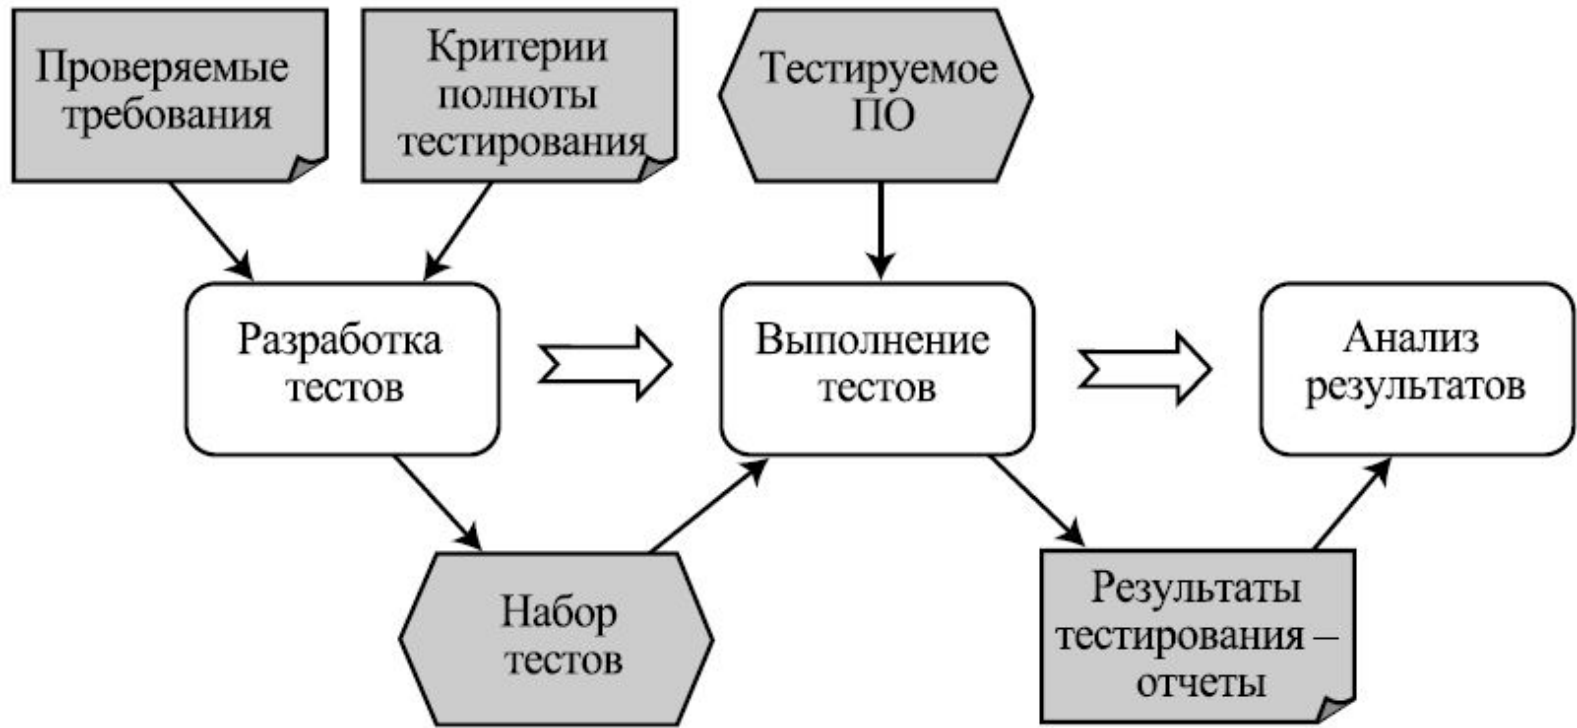 Проверяемые
требования
Критерии
полноты
тестирования
Тестируемое
ПО
Разработка
тестов
Выполнение
тестов
Анализ
результатов
Набор
тестов
Результаты
тестирования –
отчеты